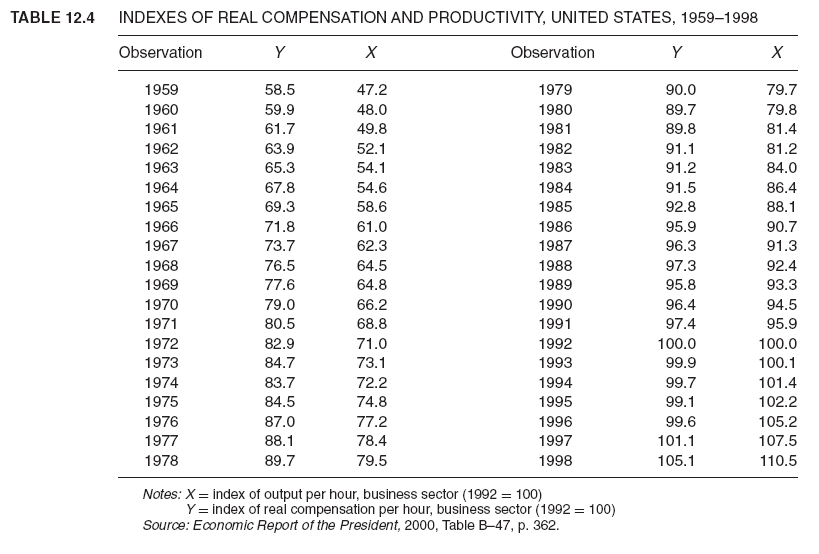 TABLE 12.4 INDEXES OF REAL COMPENSATION AND PRODUCTIVITY, UNITED STATES, 1959–1998
Observation Y X Observation Y X
1959 58.5 47.2 1979 90.0 79.7
1960 59.9 48.0 1980 89.7 79.8
1961 61.7 49.8 1981 89.8 81.4
1962 63.9 52.1 1982 91.1 81.2
1963 65.3 54.1 1983 91.2 84.0
1964 67.8 54.6 1984 91.5 86.4
1965 69.3 58.6 1985 92.8 88.1
1966 71.8 61.0 1986 95.9 90.7
1967 73.7 62.3 1987 96.3 91.3
1968 76.5 64.5 1988 97.3 92.4
1969 77.6 64.8 1989 95.8 93.3
1970 79.0 66.2 1990 96.4 94.5
1971 80.5 68.8 1991 97.4 95.9
1972 82.9 71.0 1992 100.0 100.0
1973 84.7 73.1 1993 99.9 100.1
1974 83.7 72.2 1994 99.7 101.4
1975 84.5 74.8 1995 99.1 102.2
1976 87.0 77.2 1996 99.6 105.2
1977 88.1 78.4 1997 101.1 107.5
1978 89.7 79.5 1998 105.1 110.5
Notes: X = index of output per hour, business sector (1992 = 100)
Y = index of real compensation per hour, business sector (1992 = 100)
Source: Economic Report of the President, 2000, Table B–47, p. 362.